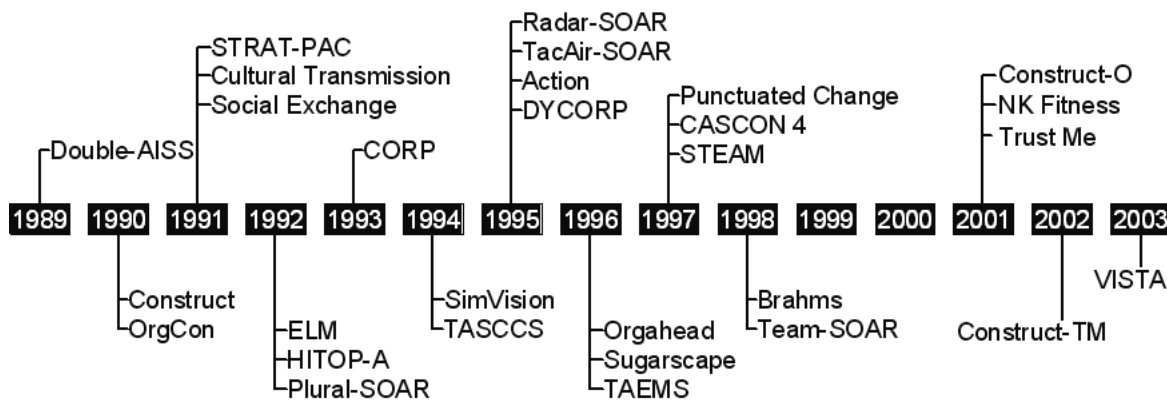 STRAT-PAC
Cultural Transmission
Social Exchange
Double-AISS
CORP
Radar-SOAR
TacAir-SOAR
Action
DYCORP
Punctuated Change
CASCON 4
STEAM
Construct-O
NK Fitness
Trust Me
1989 1990 1991 1992 1993 1994 1995 1996 1997 1998 1999 2000 2001 2002 2003
Construct
OrgCon
ELM
HITOP-A
Plural-SOAR
SimVision
TASCCS
Orgahead
Sugarscape
TAEMS
Brahms
Team-SOAR
Construct-TM
VISTA